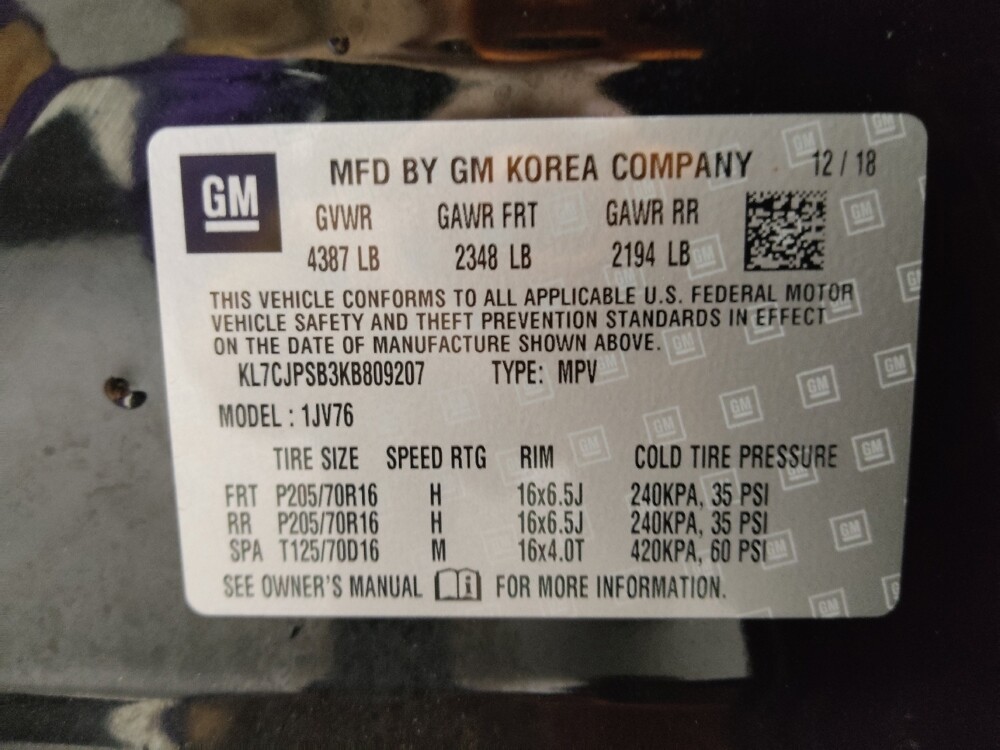 GM
MFD BY GM KOREA COMPANY 12 / 18
GVWR GAWR FRT GAWR RR
4387 LB 2348 LB 2194 LB
THIS VEHICLE CONFORMS TO ALL APPLICABLE U.S. FEDERAL MOTOR
VEHICLE SAFETY AND THEFT PREVENTION STANDARDS IN EFFECT
ON THE DATE OF MANUFACTURE SHOWN ABOVE.
KL7CJPSB3KB809207 TYPE: MPV
MODEL : 1JV76
TIRE SIZE SPEED RTG RIM COLD TIRE PRESSURE
FRT P205/70R16 H 16x6.5J 240KPA, 35 PSI
RR P205/70R16 H 16x6.5J 240KPA, 35 PSI
SPA T125/70D16 M 16x4.0T 420KPA, 60 PSI
SEE OWNER'S MANUAL i FOR MORE INFORMATION.